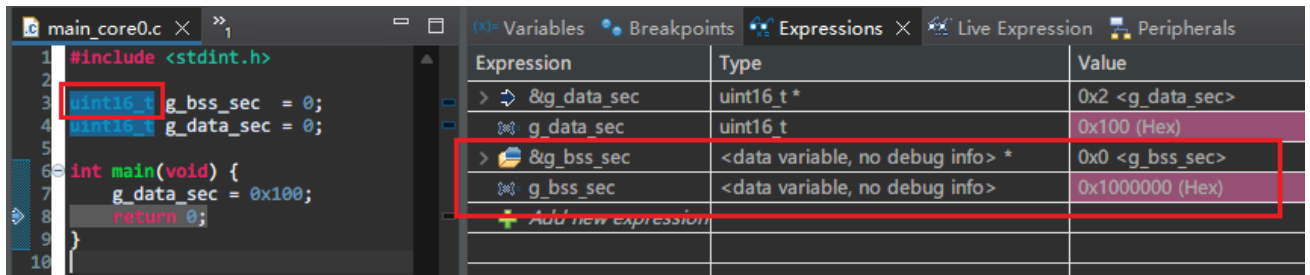 main_core0.c
»1
(x)= Variables Breakpoints Expressions Live Expression Peripherals
1 #include <stdint.h>
2
3 uint16_t g_bss_sec = 0;
4 uint16_t g_data_sec = 0;
5
6 int main(void) {
7 g_data_sec = 0x100;
8 return 0;
9 }
10
Expression Type Value
> &g_data_sec uint16_t * 0x2 <g_data_sec>
(x)= g_data_sec uint16_t 0x100 (Hex)
> &g_bss_sec <data variable, no debug info> * 0x0 <g_bss_sec>
(x)= g_bss_sec <data variable, no debug info> 0x1000000 (Hex)
Add new expression